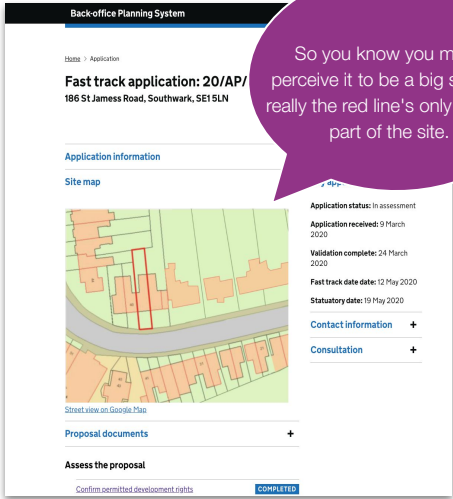 Back-office Planning System
Home > Application
Fast track application: 20/AP/
186 St Jamess Road, Southwark, SE1 5LN
So you know you
perceive it to be a big
really the red line's only
part of the site.
Application information
Site map
Street view on Google Map
Proposal documents +
Assess the proposal
Confirm permitted development rights COMPLETED
Application status: In assessment
Application received: 9 March
2020
Validation complete: 24 March
2020
Fast track date date: 12 May 2020
Statuatory date: 19 May 2020
Contact information +
Consultation +